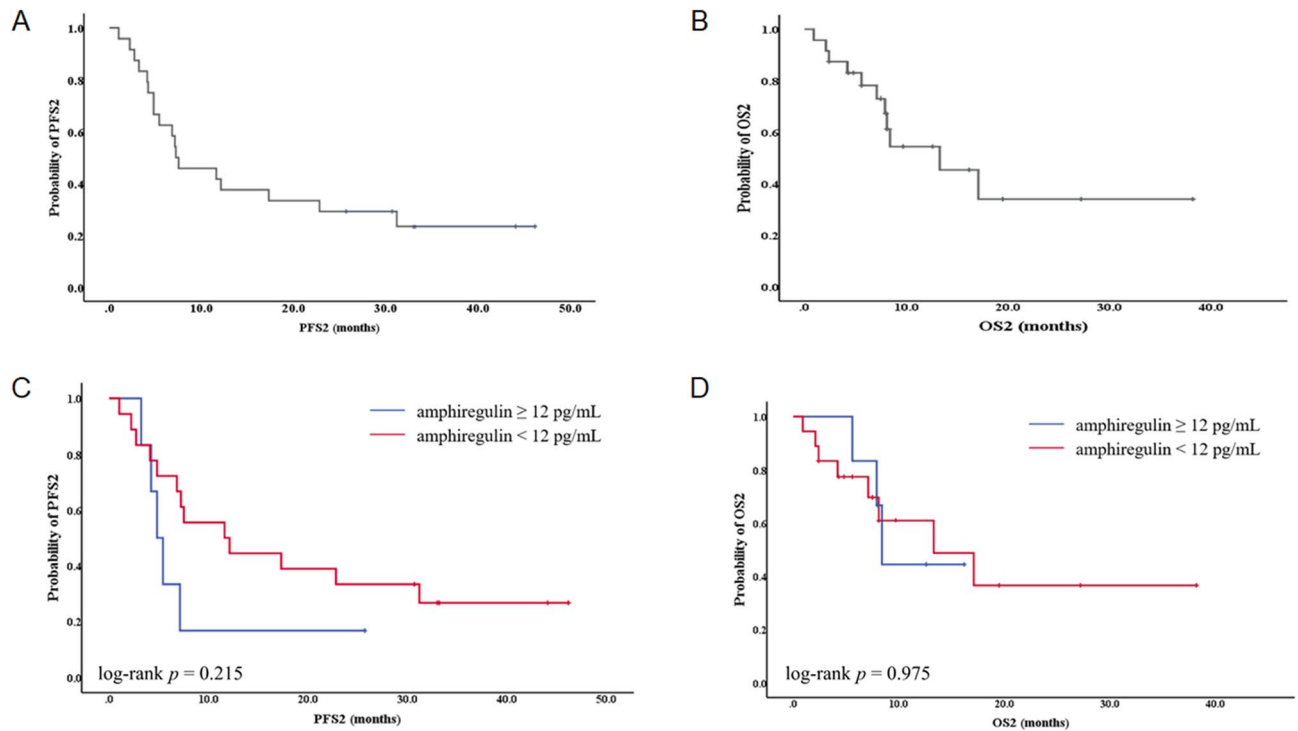 A
Probability of PFS2
1.0
0.8
0.6
0.4
0.2
0.0
.0 10.0 20.0 30.0 40.0 50.0
PFS2 (months)
B
Probability of OS2
1.0
0.8
0.6
0.4
0.2
0.0
.0 10.0 20.0 30.0 40.0
OS2 (months)
C
Probability of PFS2
1.0
0.8
0.6
0.4
0.2
0.0
amphiregulin ≥ 12 pg/mL
amphiregulin < 12 pg/mL
log-rank p = 0.215
.0 10.0 20.0 30.0 40.0 50.0
PFS2 (months)
D
Probability of OS2
1.0
0.8
0.6
0.4
0.2
0.0
amphiregulin ≥ 12 pg/mL
amphiregulin < 12 pg/mL
log-rank p = 0.975
.0 10.0 20.0 30.0 40.0
OS2 (months)